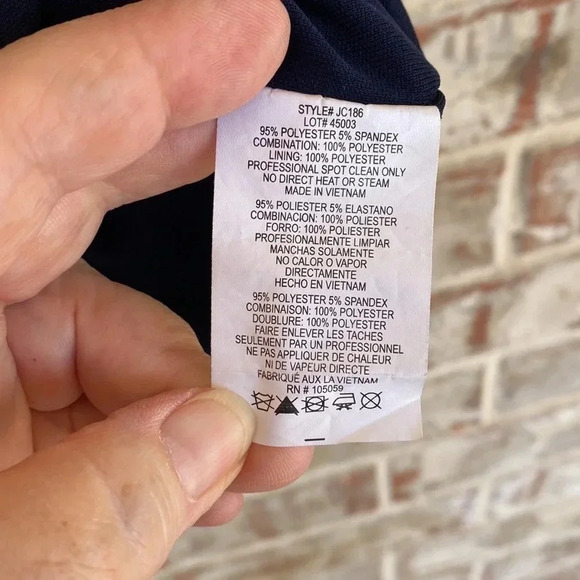 STYLE# JC186
LOT# 45003
95% POLYESTER 5% SPANDEX
COMBINATION: 100% POLYESTER
LINING: 100% POLYESTER
PROFESSIONAL SPOT CLEAN ONLY
NO DIRECT HEAT OR STEAM
MADE IN VIETNAM
95% POLIESTER 5% ELASTANO
COMBINACION: 100% POLYESTER
FORRO: 100% POLYESTER
PROFESIONALMENTE LIMPIAR
MANCHAS SOLAMENTE
NO CALOR O VAPOR
DIRECTAMENTE
HECHO EN VIETNAM
95% POLYESTER 5% SPANDEX
COMBINAISON: 100% POLYESTER
DOUBLURE: 100% POLYESTER
FAIRE ENLEVER LES TACHES
SEULEMENT PAR UN PROFESSIONNEL
NE PAS APPLIQUER DE CHALEUR
NI DE VAPEUR DIRECTE
FABRIQUÉ AUX LA VIETNAM
RN # 105059